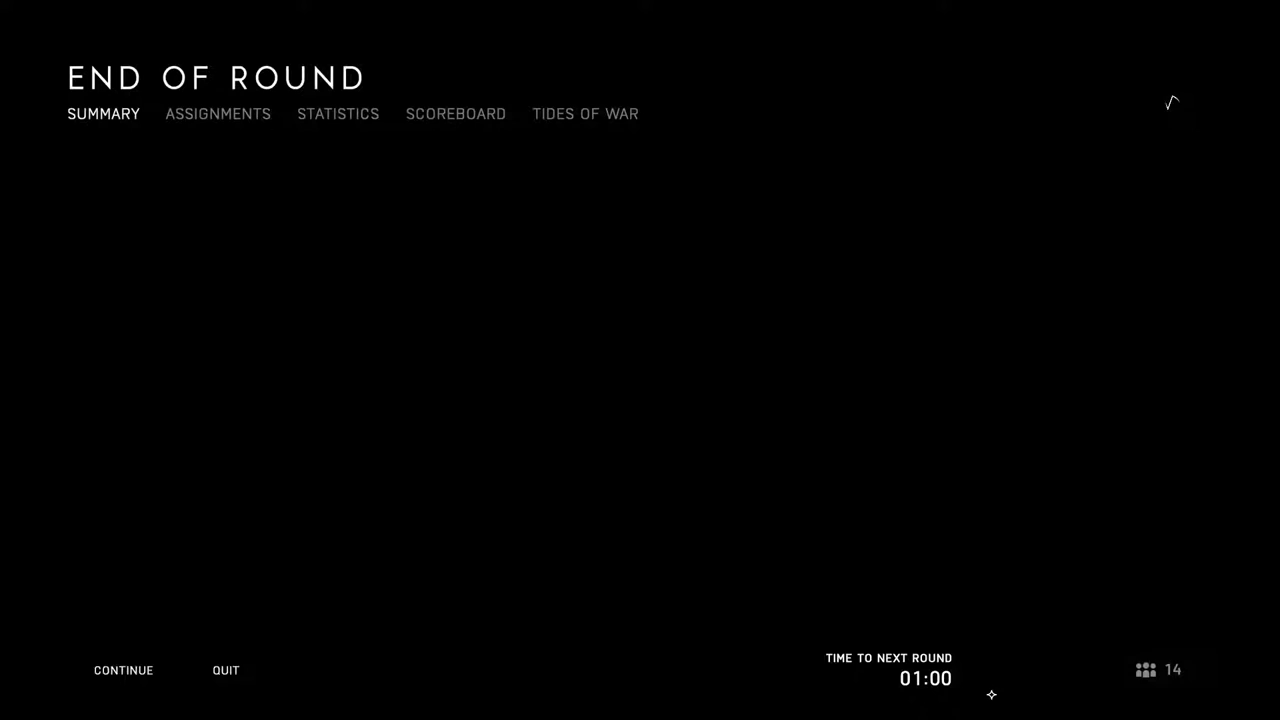 END OF ROUND
SUMMARY ASSIGNMENTS STATISTICS SCOREBOARD TIDES OF WAR
TIME TO NEXT ROUND
CONTINUE QUIT 01:00 14